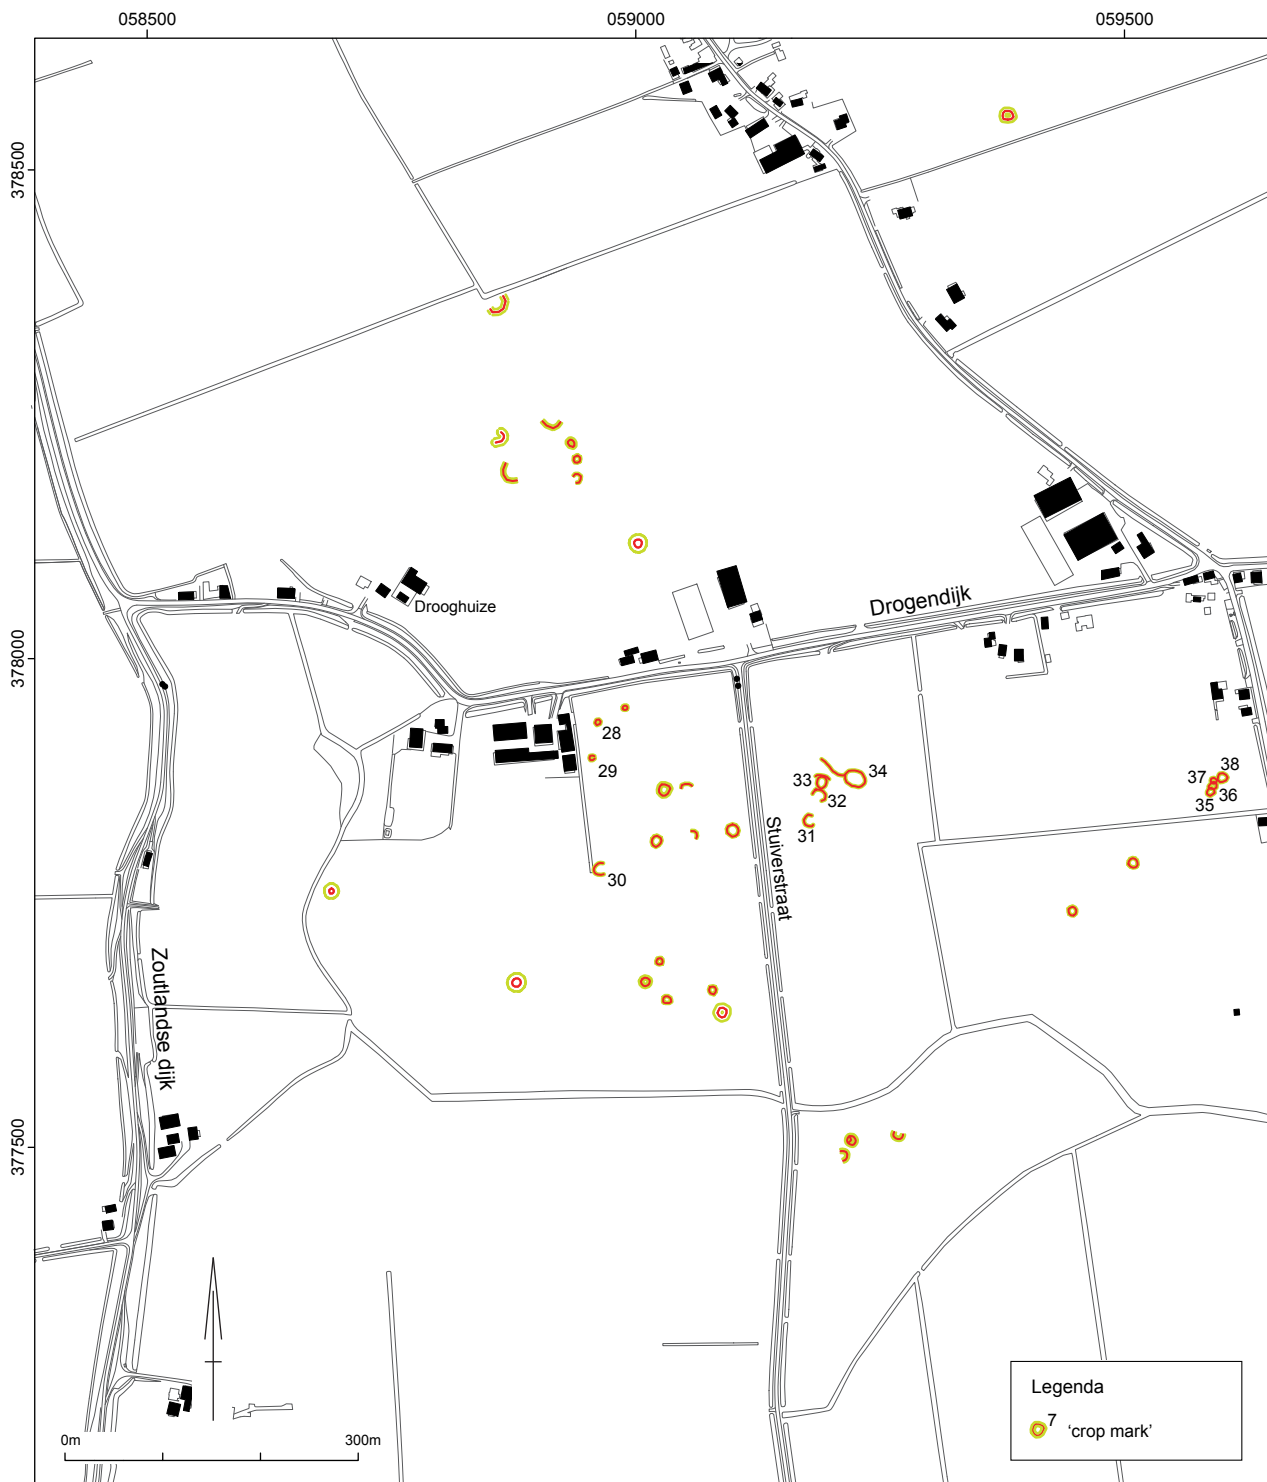 058500 059000 059500
378500
Drooghuize
Drogendijk
378000
28
29
33 34
32
31
30
37 38
36
35
Stuiverstraat
Zoutlandse dijk
377500
Legenda
7 ‘crop mark’
0m 300m